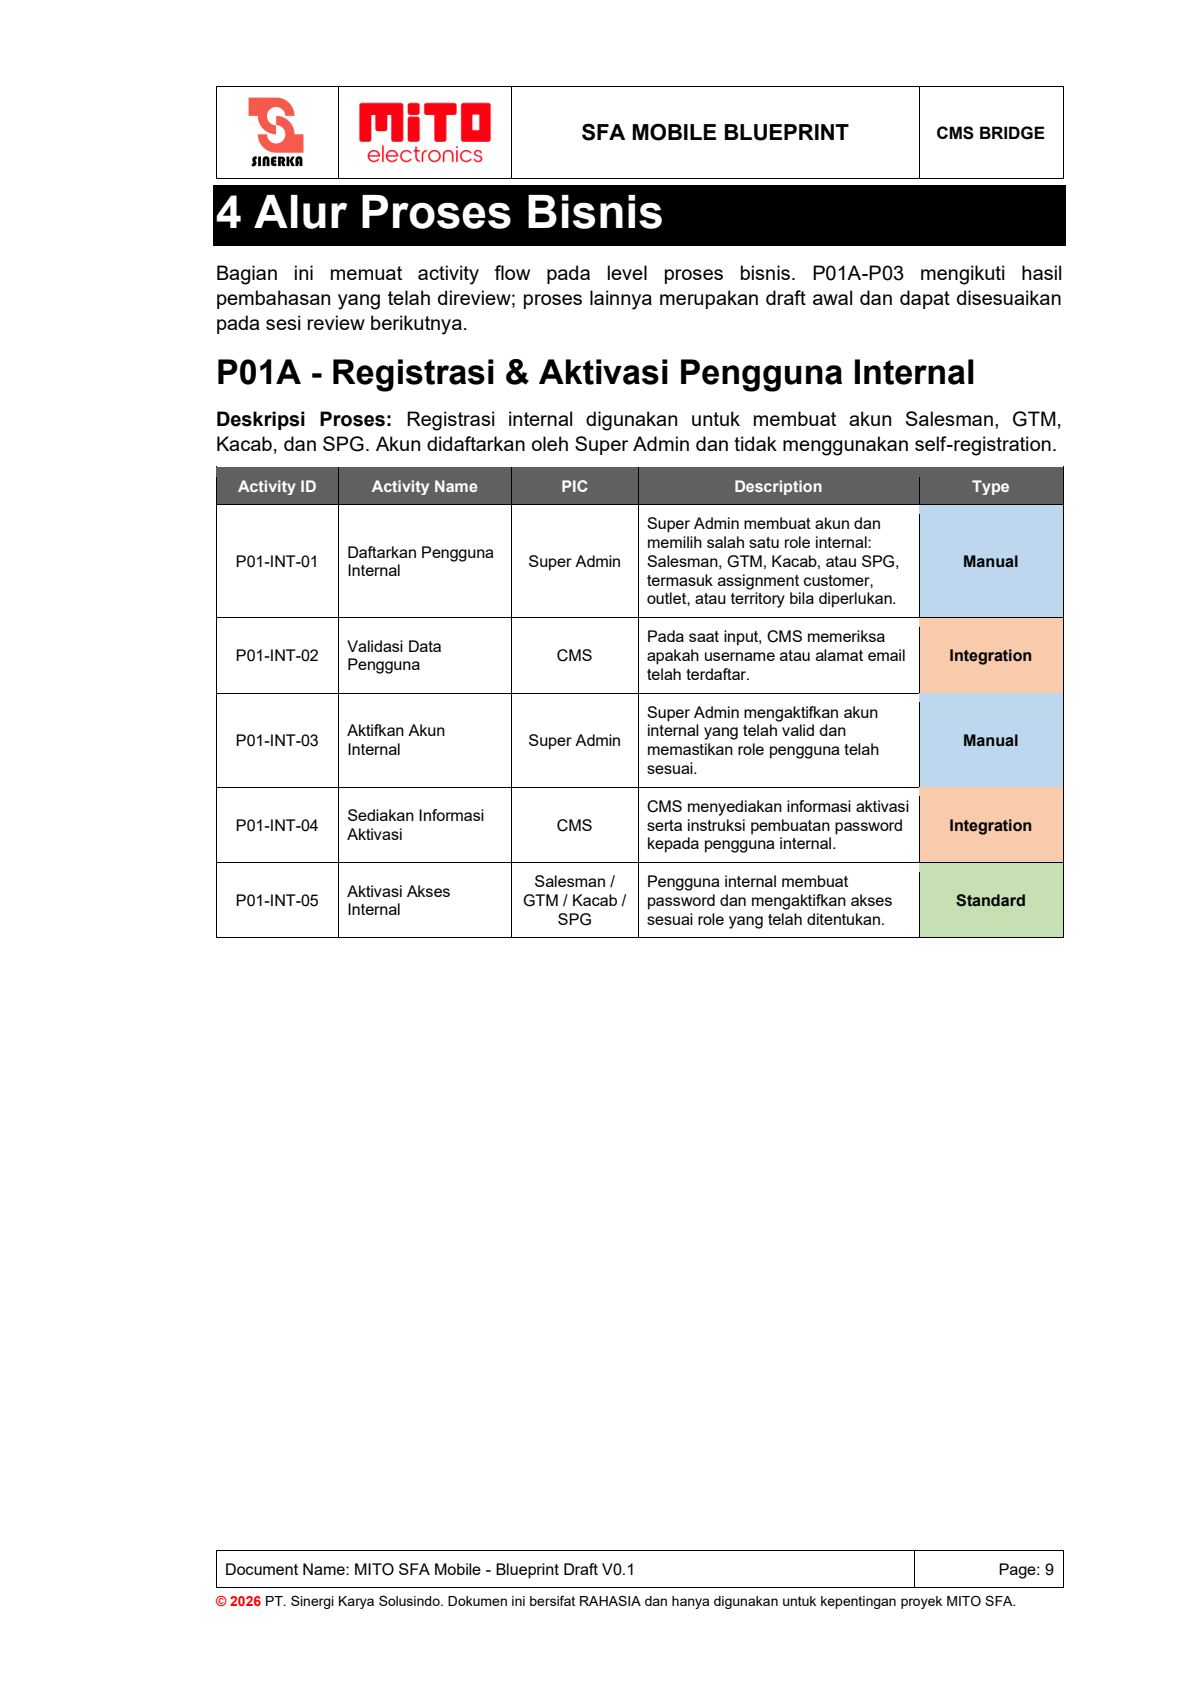 SINERKA
MiTO
electronics
SFA MOBILE BLUEPRINT
CMS BRIDGE
4 Alur Proses Bisnis
Bagian ini memuat activity flow pada level proses bisnis. P01A-P03 mengikuti hasil
pembahasan yang telah direview; proses lainnya merupakan draft awal dan dapat disesuaikan
pada sesi review berikutnya.
P01A - Registrasi & Aktivasi Pengguna Internal
Deskripsi Proses: Registrasi internal digunakan untuk membuat akun Salesman, GTM,
Kacab, dan SPG. Akun didaftarkan oleh Super Admin dan tidak menggunakan self-registration.
Activity ID
Activity Name
PIC
Description
Type
P01-INT-01
Daftarkan Pengguna
Internal
Super Admin
Super Admin membuat akun dan
memilih salah satu role internal:
Salesman, GTM, Kacab, atau SPG,
termasuk assignment customer,
outlet, atau territory bila diperlukan.
Manual
P01-INT-02
Validasi Data
Pengguna
CMS
Pada saat input, CMS memeriksa
apakah username atau alamat email
telah terdaftar.
Integration
P01-INT-03
Aktifkan Akun
Internal
Super Admin
Super Admin mengaktifkan akun
internal yang telah valid dan
memastikan role pengguna telah
sesuai.
Manual
P01-INT-04
Sediakan Informasi
Aktivasi
CMS
CMS menyediakan informasi aktivasi
serta instruksi pembuatan password
kepada pengguna internal.
Integration
P01-INT-05
Aktivasi Akses
Internal
Salesman /
GTM / Kacab /
SPG
Pengguna internal membuat
password dan mengaktifkan akses
sesuai role yang telah ditentukan.
Standard
Document Name: MITO SFA Mobile - Blueprint Draft V0.1
Page: 9
© 2026 PT. Sinergi Karya Solusindo. Dokumen ini bersifat RAHASIA dan hanya digunakan untuk kepentingan proyek MITO SFA.